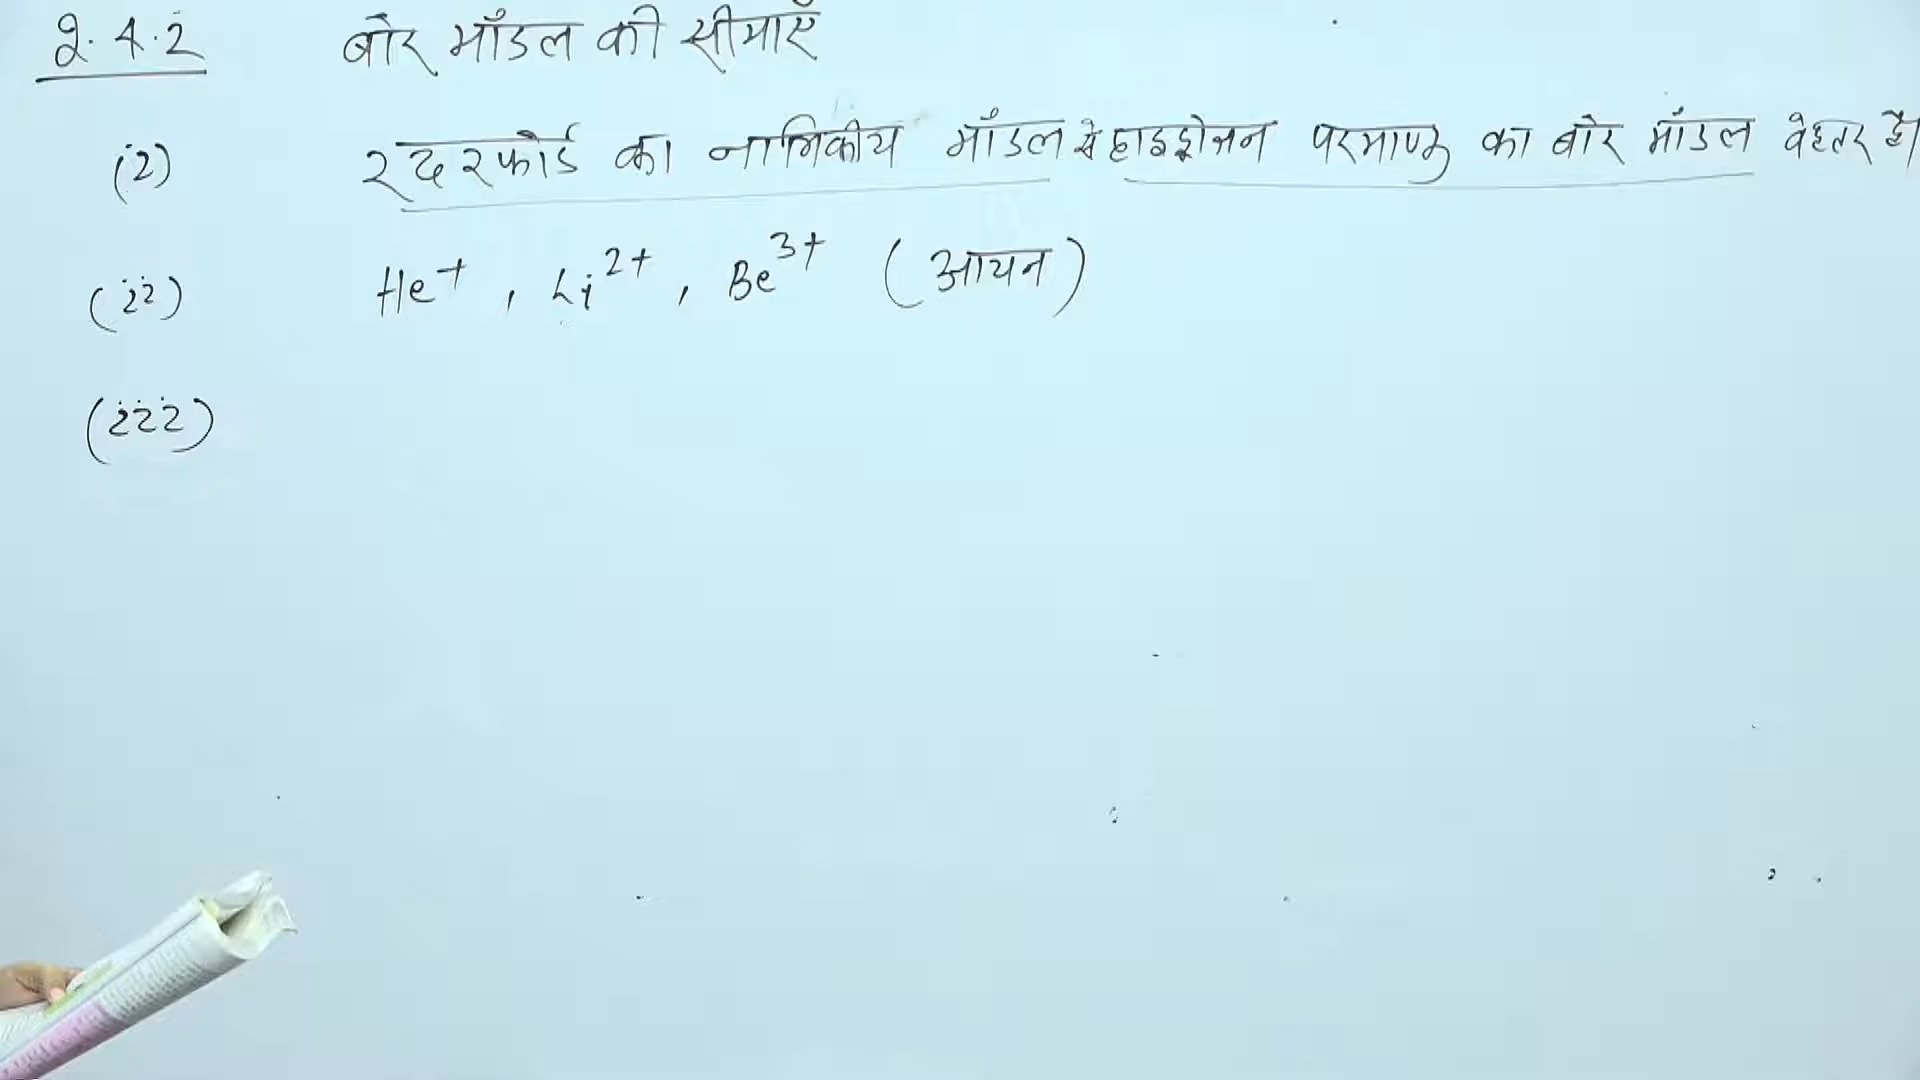 2.4.2 बोर मॉडल की सीमाएँ
(i) रदरफोर्ड का नाभिकीय मॉडल से हाइड्रोजन परमाणु का बोर मॉडल बेहतर है।
(ii) He⁺, Li²⁺, Be³⁺ (आयन)
(iii)